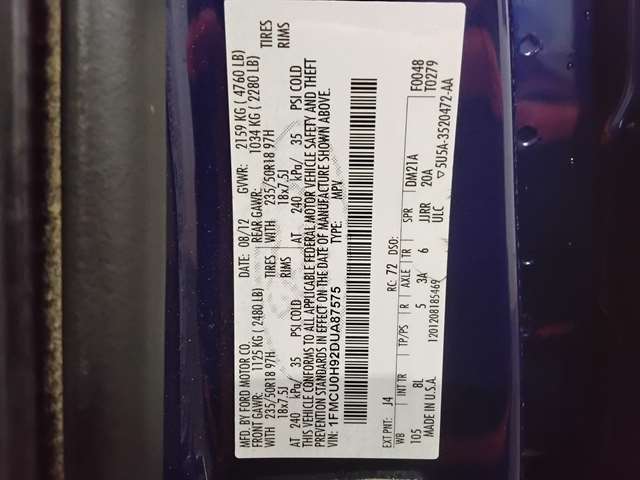 MFD. BY FORD MOTOR CO.
DATE: 08/12 GVWR: 2159 KG ( 4760 LB)
FRONT GAWR: 1125 KG ( 2480 LB) REAR GAWR: 1034 KG ( 2280 LB)
235/50R18 97H TIRES WITH 235/50R18 97H TIRES
18x7.5J RIMS 18x7.5J RIMS
AT 240 kPa/ 35 PSI COLD AT 240 kPa/ 35 PSI COLD
THIS VEHICLE CONFORMS TO ALL APPLICABLE FEDERAL MOTOR VEHICLE SAFETY AND THEFT
PREVENTION STANDARDS IN EFFECT ON THE DATE OF MANUFACTURE SHOWN ABOVE.
VIN: 1FMCU0H92DUA87575 TYPE: MPV
EXT PNT: J4 RC: 72 DSO: F0048
WB INT TR TP/PS R AXLE TR SPR DM21A T0279
105 BL 5 3A 6 JJRR 20A
ULC ▽5U5A-3520472-AA
MADE IN U.S.A 1201208185469